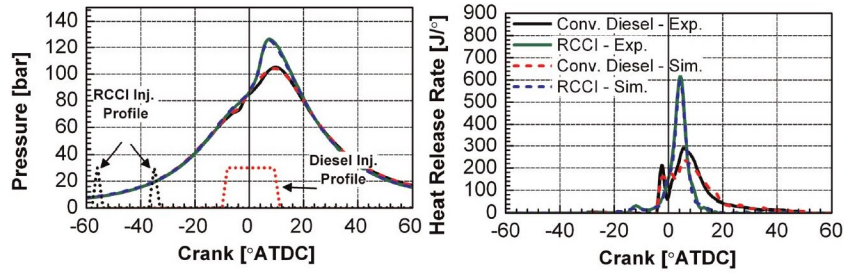 Pressure [bar]
140
120
100
80
60
40
20
0
RCCI Inj.
Profile
Diesel Inj.
Profile
-60 -40 -20 0 20 40 60
Crank [°ATDC]
Heat Release Rate [J/°]
900
800
700
600
500
400
300
200
100
0
Conv. Diesel - Exp.
RCCI - Exp.
Conv. Diesel - Sim.
RCCI - Sim.
-60 -40 -20 0 20 40 60
Crank [°ATDC]